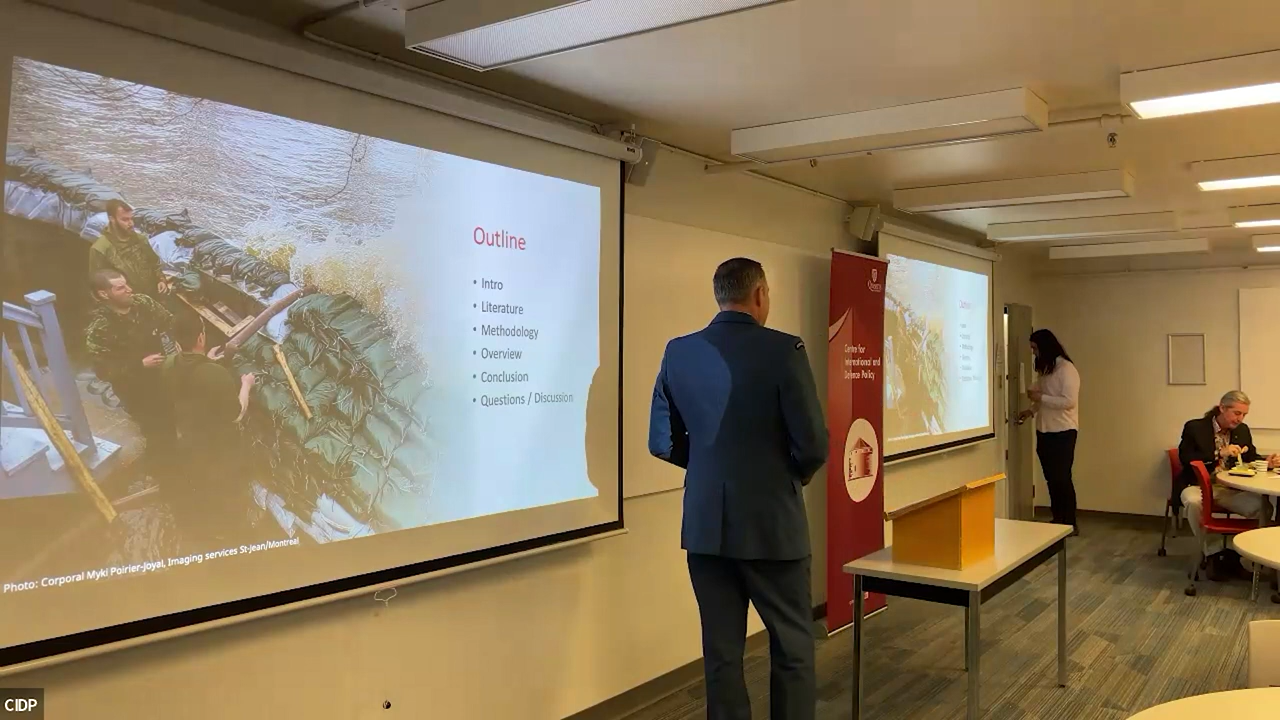 Outline
• Intro
• Literature
• Methodology
• Overview
• Conclusion
• Questions / Discussion
Photo: Corporal Myki Poirier-Joyal, Imaging services St-Jean/Montreal
Queen's
Centre for
International and
Defence Policy
CIDP